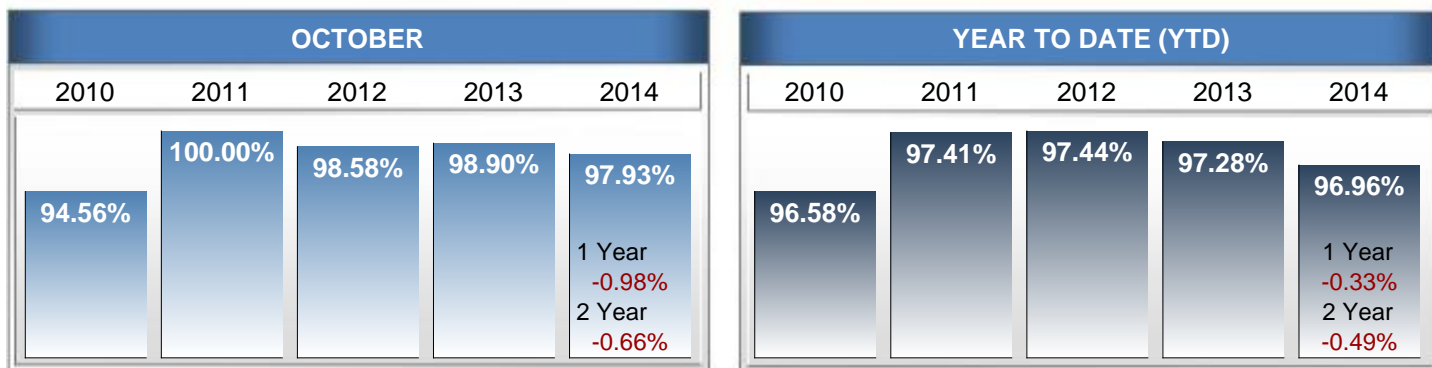 OCTOBER
2010 2011 2012 2013 2014
94.56% 100.00% 98.58% 98.90% 97.93%
1 Year
-0.98%
2 Year
-0.66%
YEAR TO DATE (YTD)
2010 2011 2012 2013 2014
96.58% 97.41% 97.44% 97.28% 96.96%
1 Year
-0.33%
2 Year
-0.49%